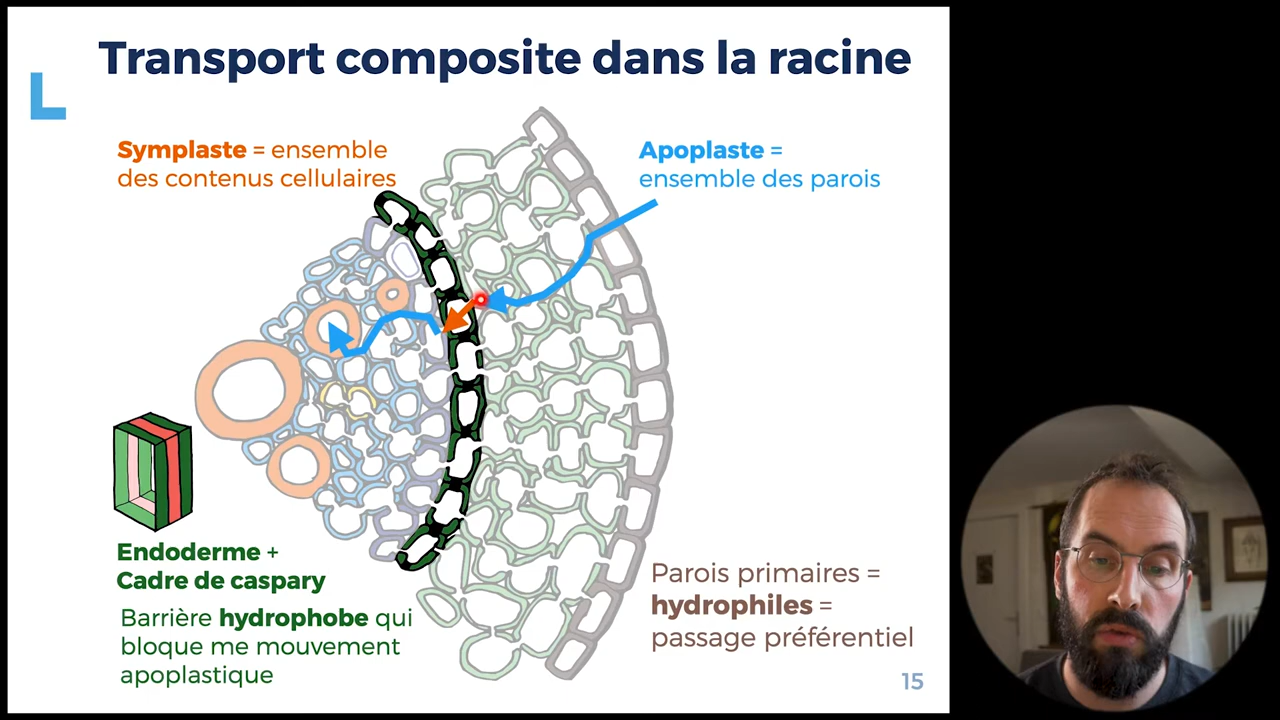 Transport composite dans la racine
Symplaste = ensemble
des contenus cellulaires
Apoplaste =
ensemble des parois
Endoderme +
Cadre de caspary
Barrière hydrophobe qui
bloque me mouvement
apoplastique
Parois primaires =
hydrophiles =
passage préférentiel
15